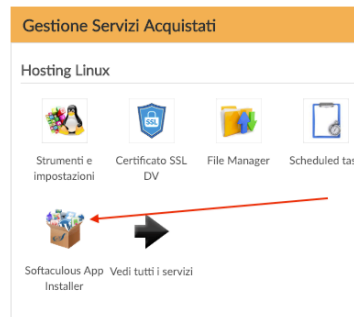 Gestione Servizi Acquistati
Hosting Linux
SSL
Strumenti e
impostazioni
Certificato SSL
DV
File Manager
Scheduled tas
Softaculous App
Installer
Vedi tutti i servizi